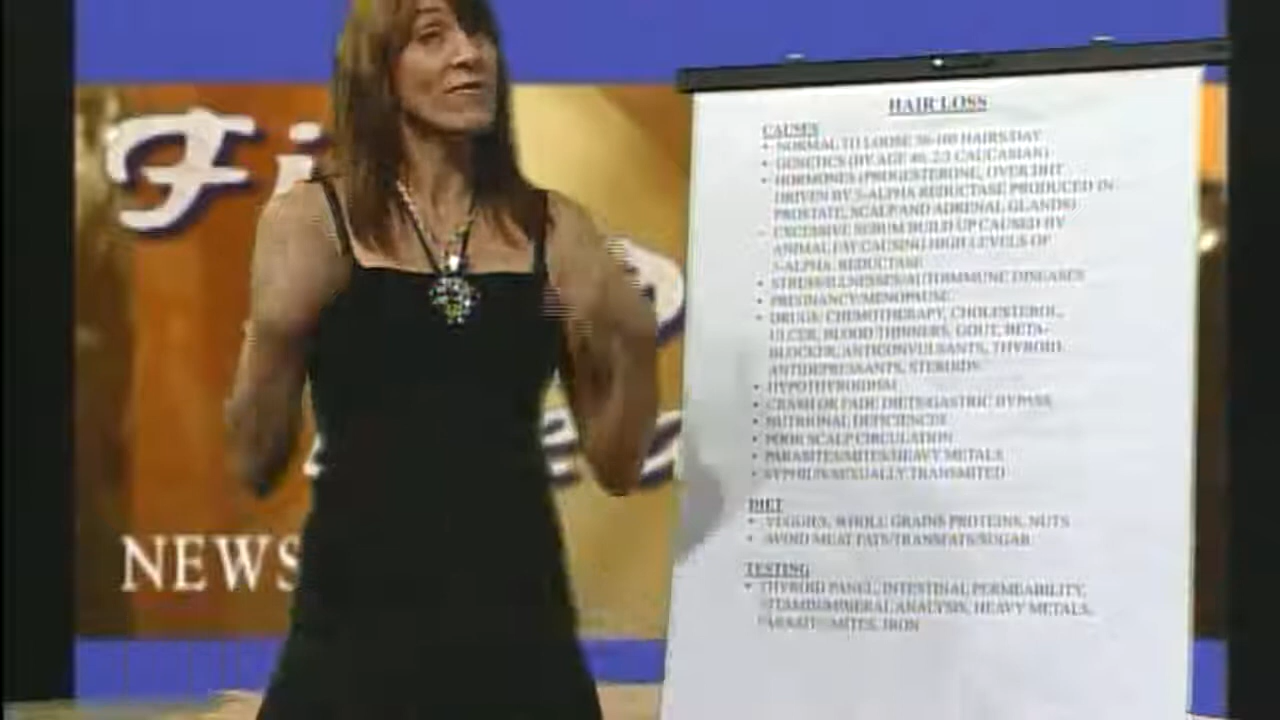 Fi
NEWS
HAIR LOSS
CAUSES
• NORMAL TO LOOSE 50-100 HAIRS/DAY
• GENETICS (BY AGE 40, 2/3 CAUCASIAN)
• HORMONES (PROGESTERONE, OVER DHT
DRIVEN BY 5-ALPHA REDUCTASE PRODUCED IN
PROSTATE, SCALP AND ADRENAL GLANDS)
• EXCESSIVE SEBUM BUILD UP CAUSED BY
ANIMAL FAT CAUSING HIGH LEVELS OF
5-ALPHA. REDUCTASE
• STRESS/ILLNESSES/AUTOIMMUNE DISEASES
• PREGNANCY/MENOPAUSE
• DRUGS: CHEMOTHERAPY, CHOLESTEROL,
ULCER, BLOOD THINNERS, GOUT, BETA-
BLOCKER, ANTICONVULSANTS, THYROID,
ANTIDEPRESSANTS, STEROIDS
• HYPOTHYROIDISM
• CRASH OR FADE DIETS/GASTRIC BYPASS
• NUTRIONAL DEFICIENCIES
• POOR SCALP CIRCULATION
• PARASITES/MITES/HEAVY METALS
• SYPHILIS/SEXUALLY TRANSMITED
DIET
• VEGGIES, WHOLE GRAINS PROTEINS, NUTS
• AVOID MEAT FATS/TRANSFATS/SUGAR
TESTING
• THYROID PANEL, INTESTINAL PERMEABILITY,
VITAMIN/MINERAL ANALYSIS, HEAVY METALS,
PARASITES/MITES, IRON